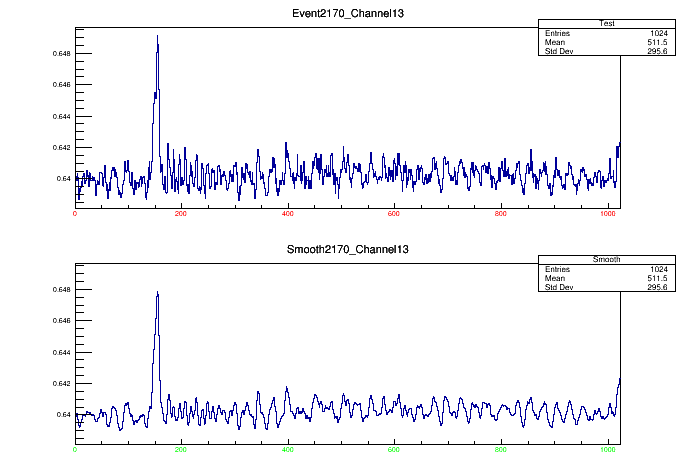 Event2170_Channel13
Test
Entries 1024
Mean 511.5
Std Dev 295.6
0.648
0.646
0.644
0.642
0.64
0 200 400 600 800 1000
Smooth2170_Channel13
Smooth
Entries 1024
Mean 511.5
Std Dev 295.6
0.648
0.646
0.644
0.642
0.64
0 200 400 600 800 1000